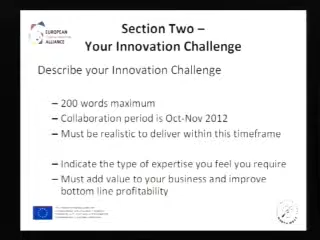 EUROPEAN
ALLIANCE
Section Two –
Your Innovation Challenge
Describe your Innovation Challenge
– 200 words maximum
– Collaboration period is Oct-Nov 2012
– Must be realistic to deliver within this timeframe
– Indicate the type of expertise you feel you require
– Must add value to your business and improve
bottom line profitability